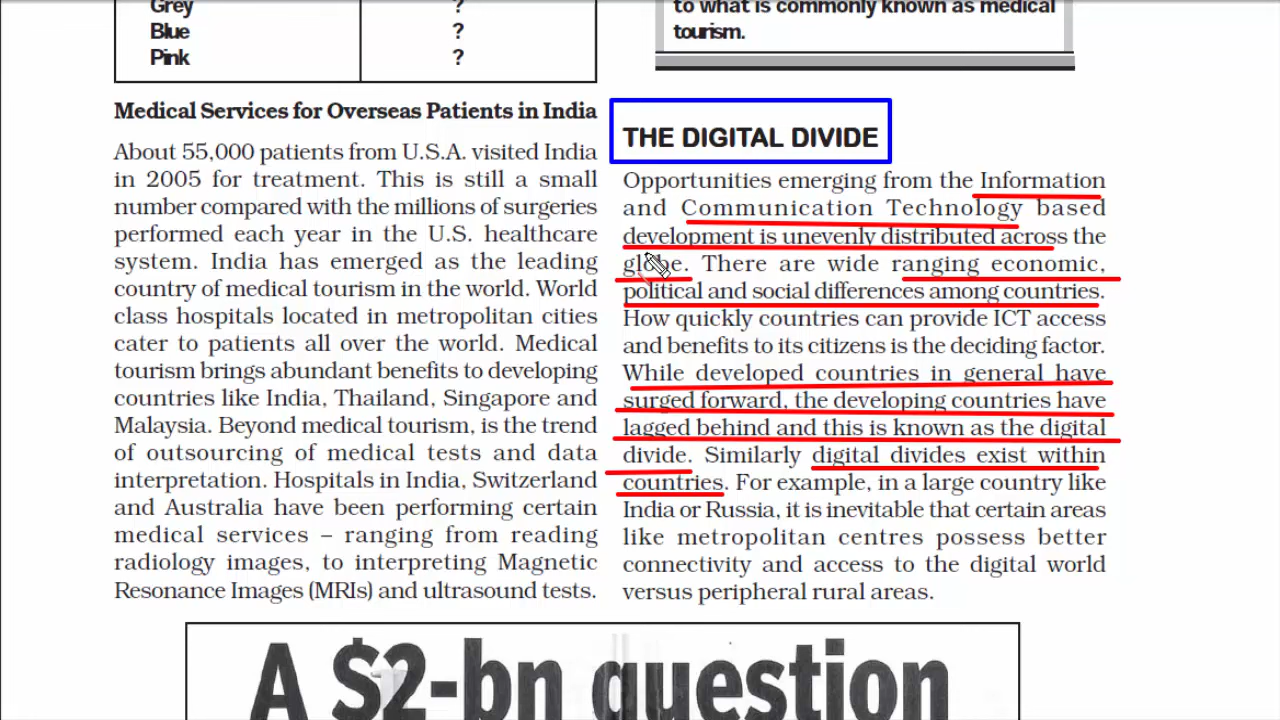 Grey ?
Blue ?
Pink ?
to what is commonly known as medical
tourism.
Medical Services for Overseas Patients in India
About 55,000 patients from U.S.A. visited India
in 2005 for treatment. This is still a small
number compared with the millions of surgeries
performed each year in the U.S. healthcare
system. India has emerged as the leading
country of medical tourism in the world. World
class hospitals located in metropolitan cities
cater to patients all over the world. Medical
tourism brings abundant benefits to developing
countries like India, Thailand, Singapore and
Malaysia. Beyond medical tourism, is the trend
of outsourcing of medical tests and data
interpretation. Hospitals in India, Switzerland
and Australia have been performing certain
medical services – ranging from reading
radiology images, to interpreting Magnetic
Resonance Images (MRIs) and ultrasound tests.
THE DIGITAL DIVIDE
Opportunities emerging from the Information
and Communication Technology based
development is unevenly distributed across the
globe. There are wide ranging economic,
political and social differences among countries.
How quickly countries can provide ICT access
and benefits to its citizens is the deciding factor.
While developed countries in general have
surged forward, the developing countries have
lagged behind and this is known as the digital
divide. Similarly digital divides exist within
countries. For example, in a large country like
India or Russia, it is inevitable that certain areas
like metropolitan centres possess better
connectivity and access to the digital world
versus peripheral rural areas.
A $2-bn question